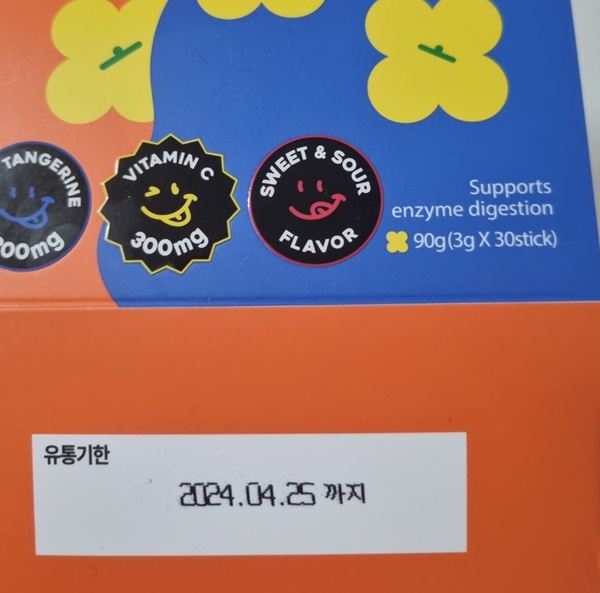 TANGERINE
VITAMIN C
300mg
SWEET & SOUR
FLAVOR
Supports
enzyme digestion
90g(3g X 30stick)
유통기한
2024.04.25 까지